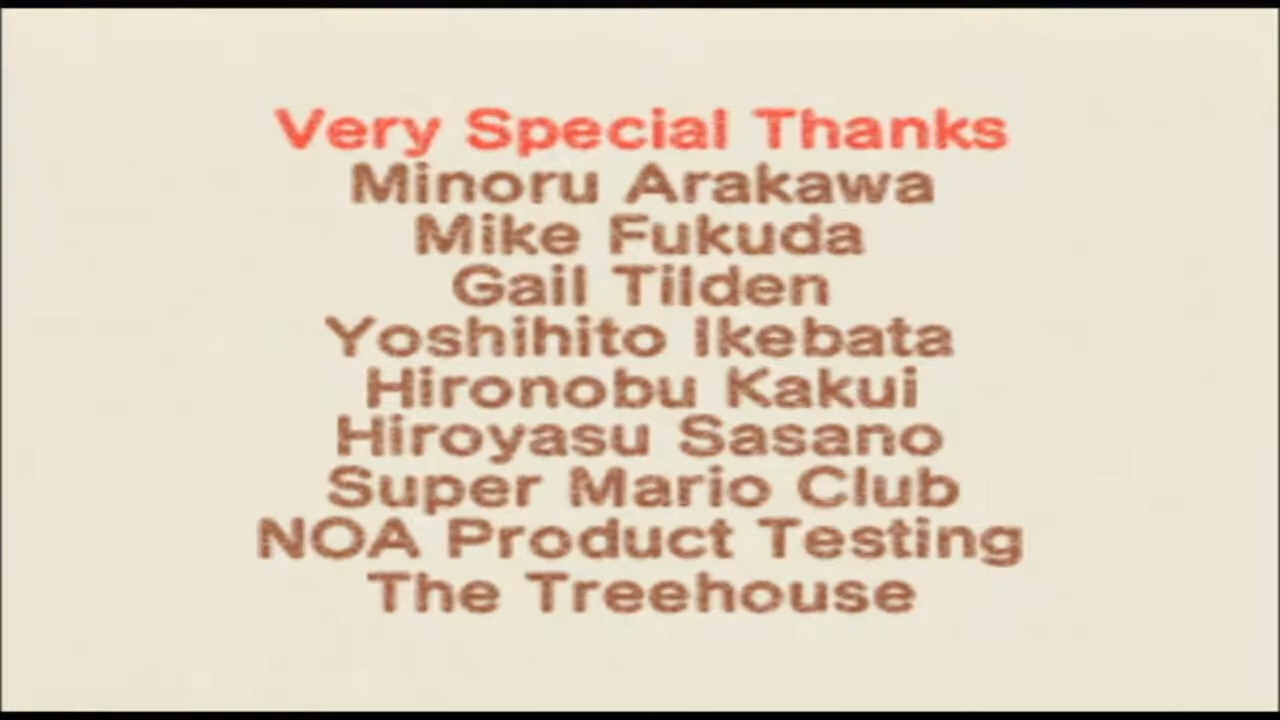 Very Special Thanks
Minoru Arakawa
Mike Fukuda
Gail Tilden
Yoshihito Ikebata
Hironobu Kakui
Hiroyasu Sasano
Super Mario Club
NOA Product Testing
The Treehouse